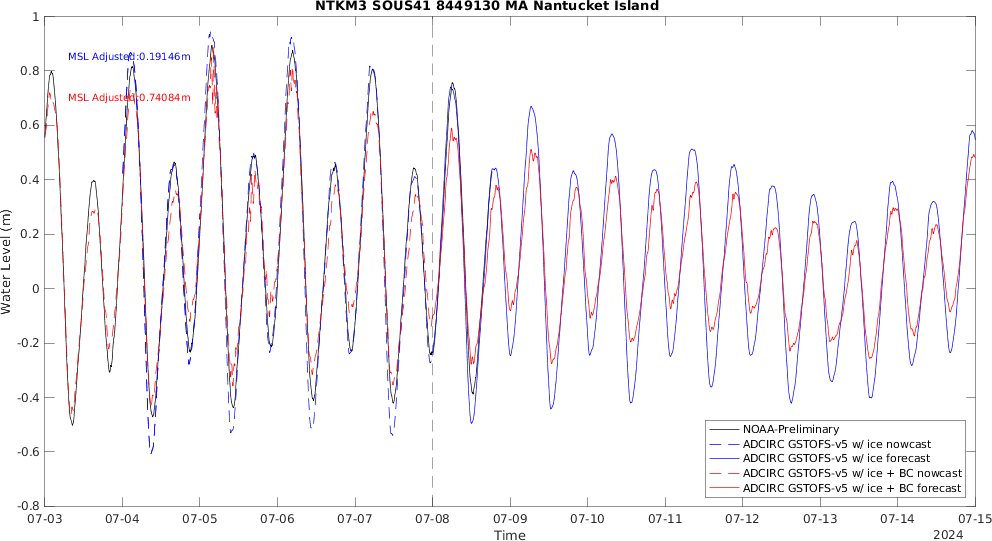 NTKM3 SOUS41 8449130 MA Nantucket Island
1
0.8
0.6
0.4
0.2
0
-0.2
-0.4
-0.6
-0.8
Water Level (m)
MSL Adjusted:0.19146m
MSL Adjusted:0.74084m
NOAA-Preliminary
ADCIRC GSTOFS-v5 w/ ice nowcast
ADCIRC GSTOFS-v5 w/ ice forecast
ADCIRC GSTOFS-v5 w/ ice + BC nowcast
ADCIRC GSTOFS-v5 w/ ice + BC forecast
07-03 07-04 07-05 07-06 07-07 07-08 07-09 07-10 07-11 07-12 07-13 07-14 07-15
Time
2024